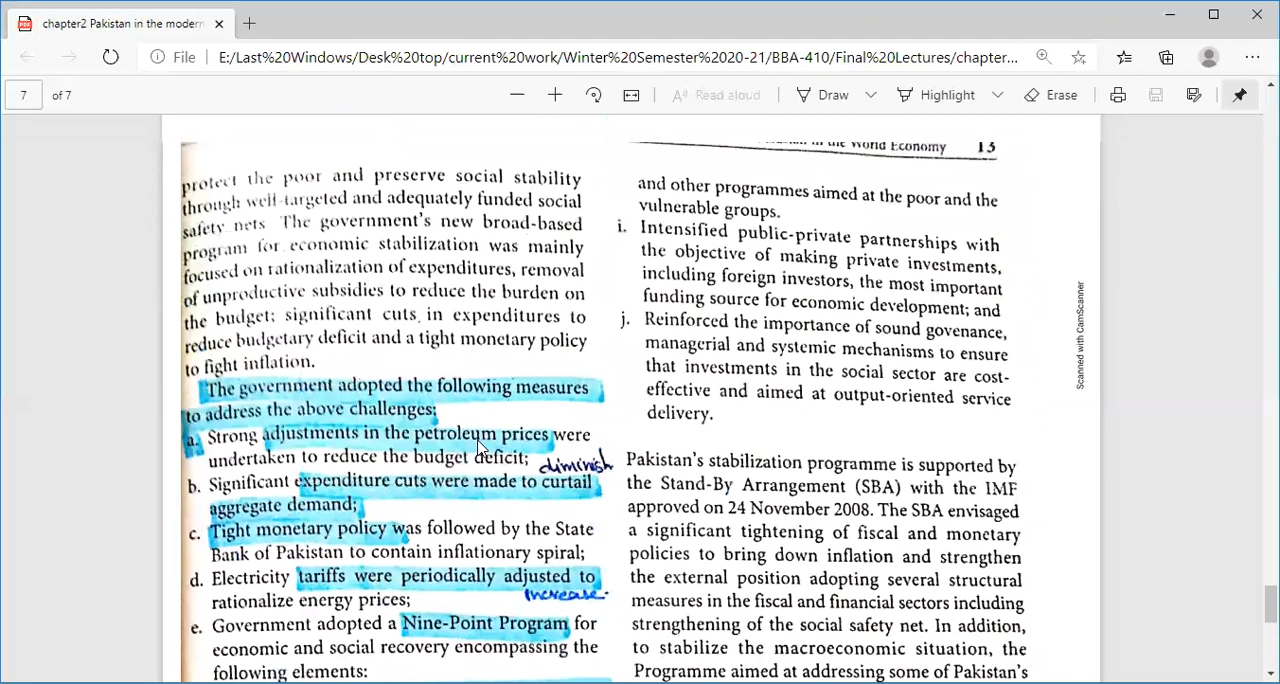 chapter2 Pakistan in the modern
File
E:/Last%20Windows/Desk%20top/current%20work/Winter%20Semester%202020-21/BBA-410/Final%20Lectures/chapter...
7 of 7
Read aloud
Draw
Highlight
Erase
protect the poor and preserve social stability
through well-targeted and adequately funded social
safety nets The government's new broad-based
program for economic stabilization was mainly
focused on rationalization of expenditures, removal
of unproductive subsidies to reduce the burden on
the budget; significant cuts in expenditures to
reduce budgetary deficit and a tight monetary policy
to fight inflation.
The government adopted the following measures
to address the above challenges;
a. Strong adjustments in the petroleum prices were
undertaken to reduce the budget deficit;
diminish
b. Significant expenditure cuts were made to curtail
aggregate demand;
c. Tight monetary policy was followed by the State
Bank of Pakistan to contain inflationary spiral;
d. Electricity tariffs were periodically adjusted to
rationalize energy prices;
increase.
e. Government adopted a Nine-Point Program for
economic and social recovery encompassing the
following elements:
in the World Economy 13
and other programmes aimed at the poor and the
vulnerable groups.
i. Intensified public-private partnerships with
the objective of making private investments,
including foreign investors, the most important
funding source for economic development; and
j. Reinforced the importance of sound govenance,
managerial and systemic mechanisms to ensure
that investments in the social sector are cost-
effective and aimed at output-oriented service
delivery.
Pakistan's stabilization programme is supported by
the Stand-By Arrangement (SBA) with the IMF
approved on 24 November 2008. The SBA envisaged
a significant tightening of fiscal and monetary
policies to bring down inflation and strengthen
the external position adopting several structural
measures in the fiscal and financial sectors including
strengthening of the social safety net. In addition,
to stabilize the macroeconomic situation, the
Programme aimed at addressing some of Pakistan's
Scanned with CamScanner